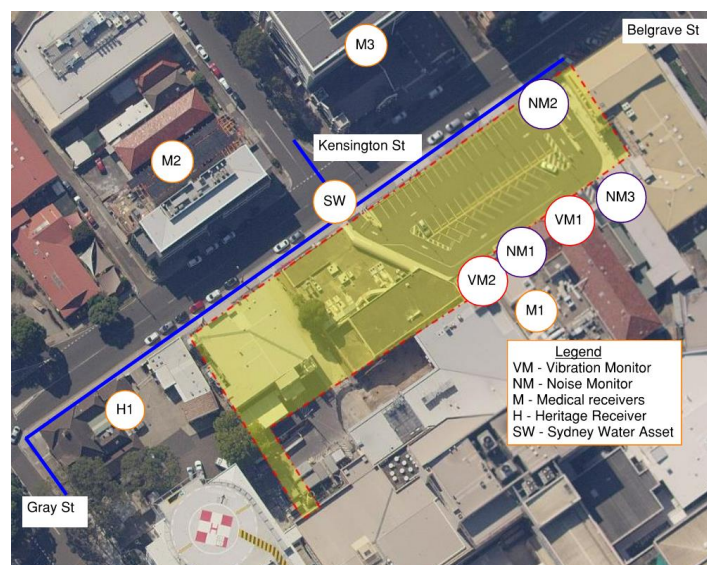 Belgrave St
M3
NM2
Kensington St
M2
SW
NM3
VM1
NM1
VM2
M1
Legend
VM - Vibration Monitor
NM - Noise Monitor
M - Medical receivers
H - Heritage Receiver
SW - Sydney Water Asset
H1
Gray St
H